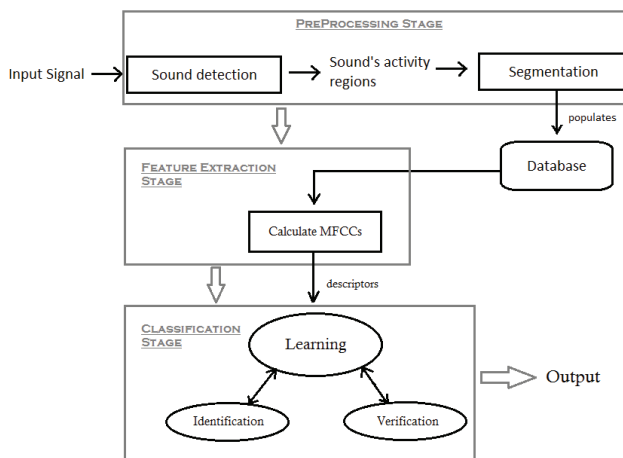 PreProcessing Stage
Input Signal
Sound detection
Sound's activity
regions
Segmentation
populates
Database
Feature Extraction
Stage
Calculate MFCCs
descriptors
Classification
Stage
Learning
Identification
Verification
Output